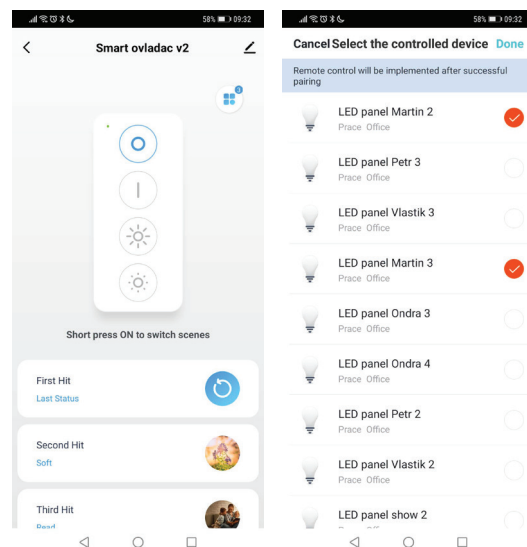 58% 09:32
Smart ovladac v2
3
Short press ON to switch scenes
First Hit
Last Status
Second Hit
Soft
Third Hit
Read
58% 09:32
Cancel Select the controlled device Done
Remote control will be implemented after successful
pairing
LED panel Martin 2
Prace Office
LED panel Petr 3
Prace Office
LED panel Vlastik 3
Prace Office
LED panel Martin 3
Prace Office
LED panel Ondra 3
Prace Office
LED panel Ondra 4
Prace Office
LED panel Petr 2
Prace Office
LED panel Vlastik 2
Prace Office
LED panel show 2